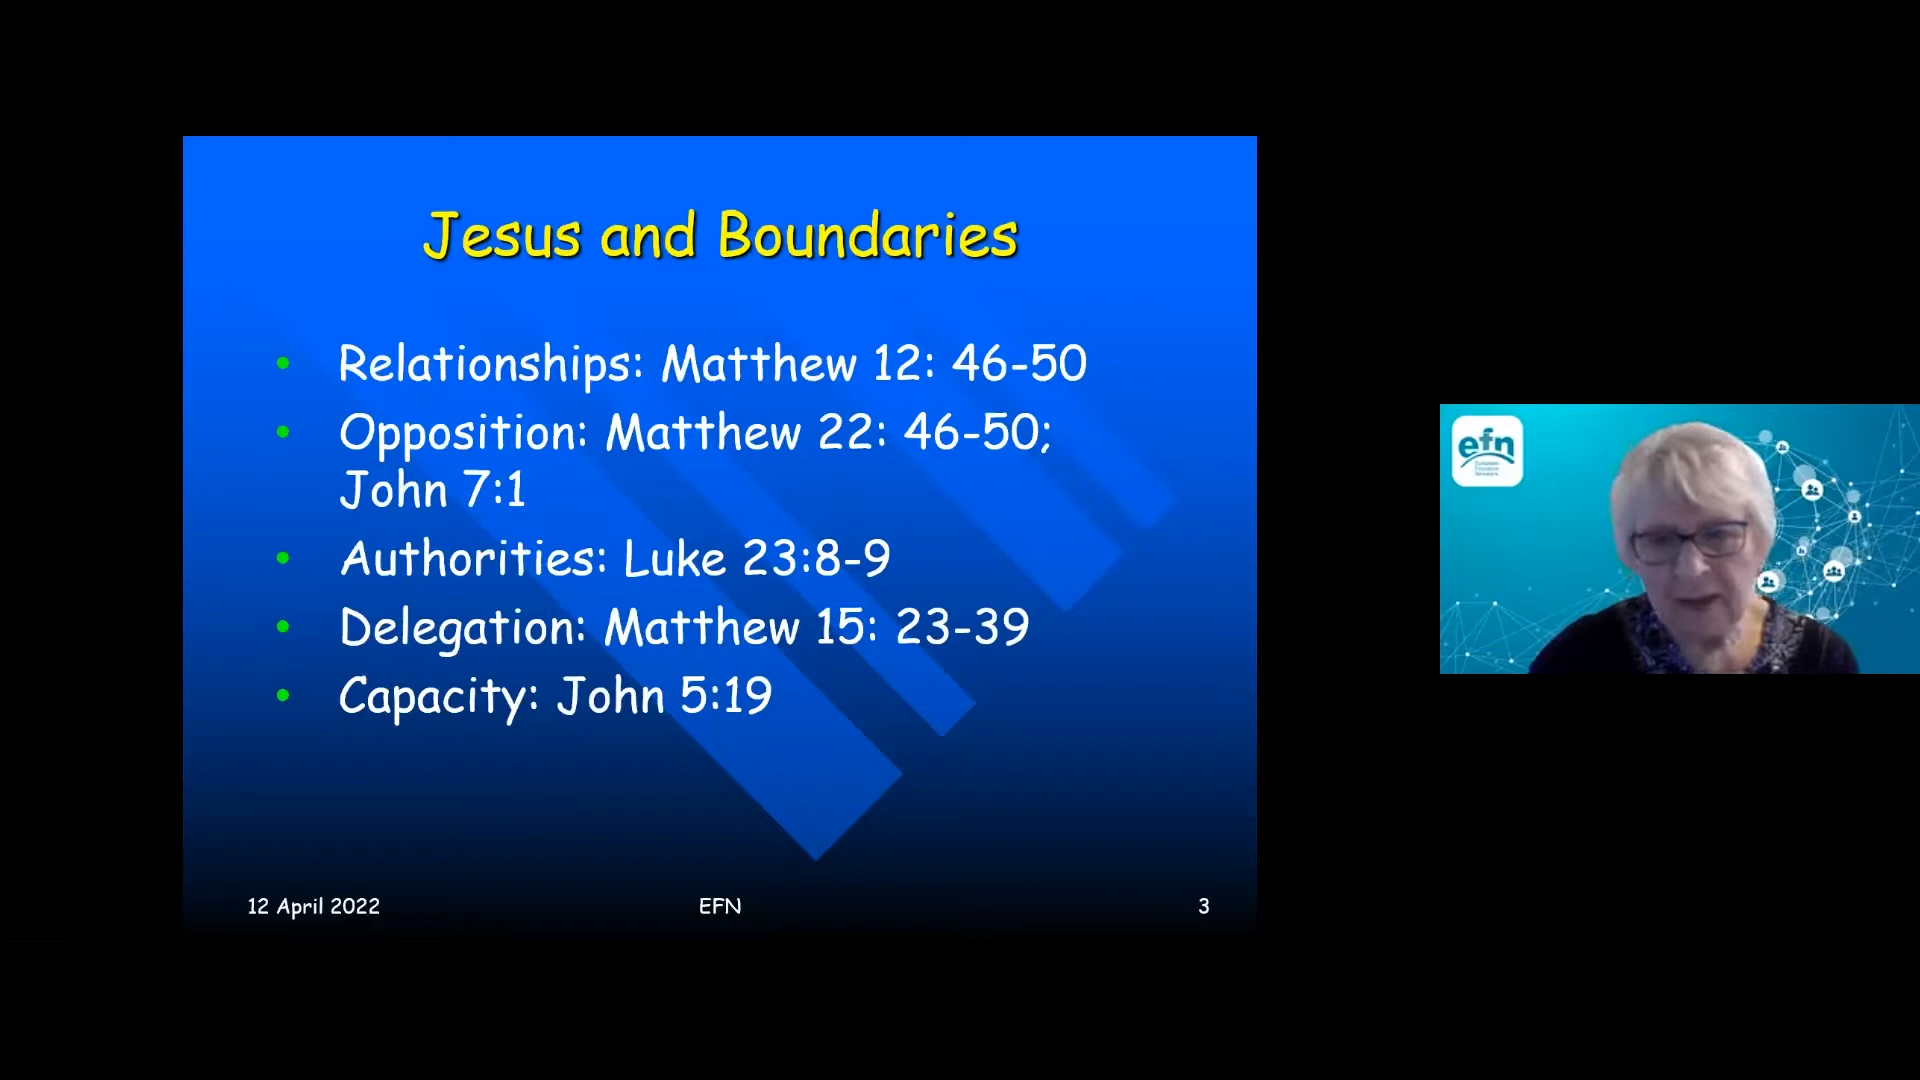 Jesus and Boundaries
• Relationships: Matthew 12: 46-50
• Opposition: Matthew 22: 46-50;
John 7:1
• Authorities: Luke 23:8-9
• Delegation: Matthew 15: 23-39
• Capacity: John 5:19
12 April 2022
EFN
3
efn